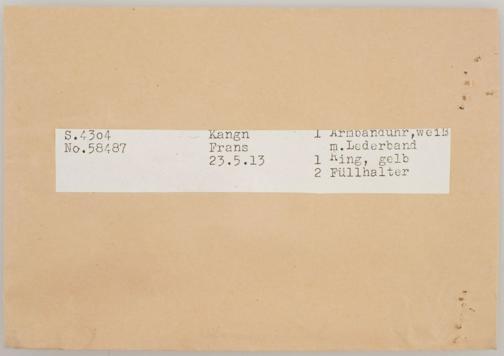 S.43o4 Kangn 1 Armbanduhr,weiß
No.58487 Frans m.Lederband
23.5.13 1 Ring, gelb
2 Füllhalter